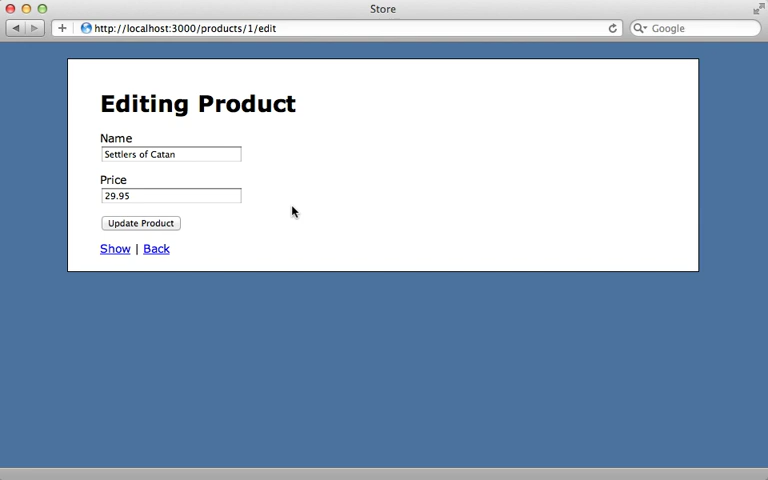 Store
http://localhost:3000/products/1/edit
Google
Editing Product
Name
Settlers of Catan
Price
29.95
Update Product
Show | Back